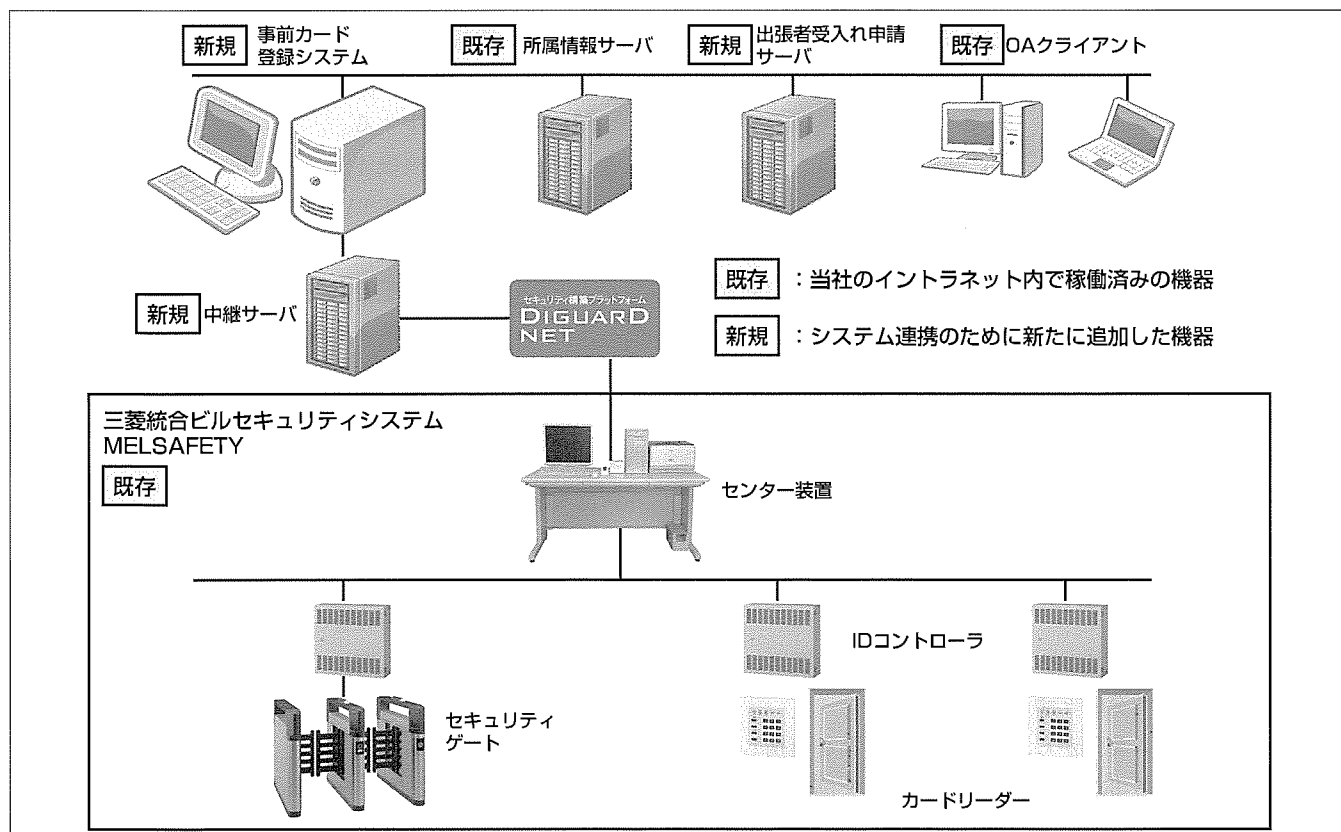 新規
事前カード
登録システム
既存
所属情報サーバ
新規
出張者受入れ申請
サーバ
既存
OAクライアント
新規
中継サーバ
セキュリティ構築プラットフォーム
DIGUARD
NET
既存
：当社のイントラネット内で稼働済みの機器
新規
：システム連携のために新たに追加した機器
三菱統合ビルセキュリティシステム
MELSAFETY
既存
センター装置
IDコントローラ
セキュリティ
ゲート
カードリーダー